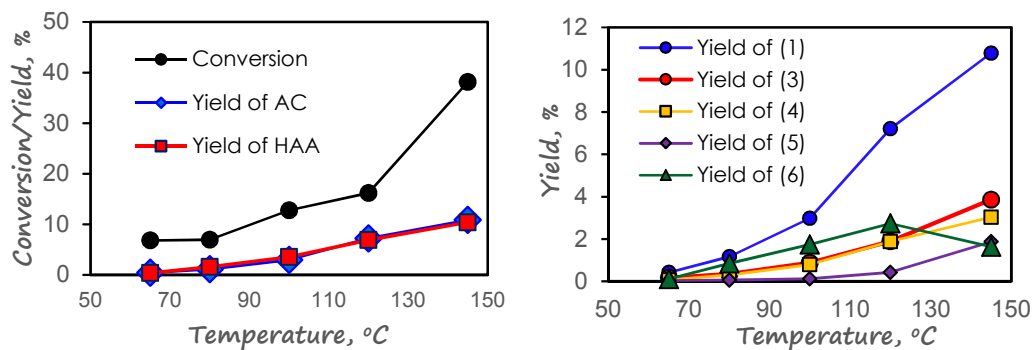 Conversion/Yield, %
50
40
30
20
10
0
Conversion
Yield of AC
Yield of HAA
50
70
90
110
130
150
Temperature, °C
Yield, %
12
10
8
6
4
2
0
Yield of (1)
Yield of (3)
Yield of (4)
Yield of (5)
Yield of (6)
50
70
90
110
130
150
Temperature, °C